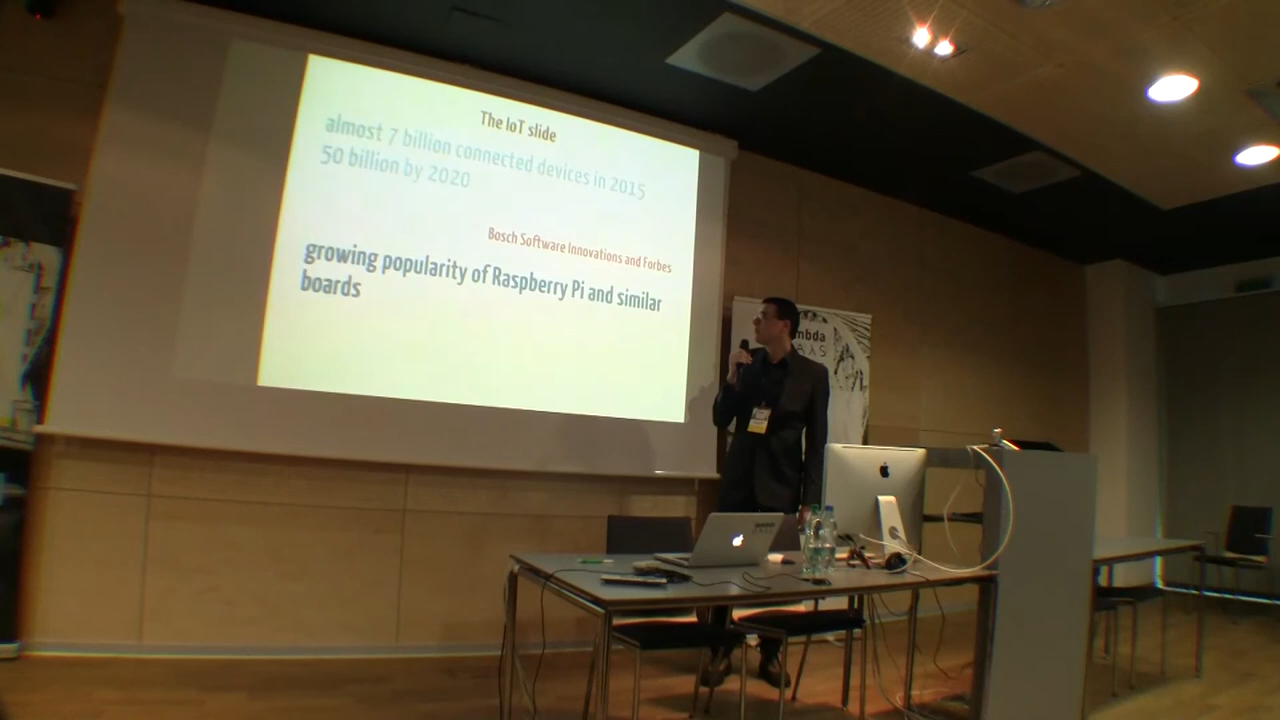 The IoT slide
almost 7 billion connected devices in 2015
50 billion by 2020
Bosch Software Innovations and Forbes
growing popularity of Raspberry Pi and similar
boards